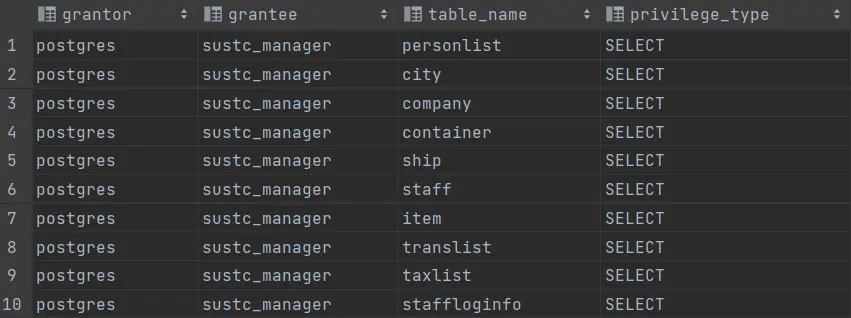 grantor grantee table_name privilege_type
1 postgres sustc_manager personlist SELECT
2 postgres sustc_manager city SELECT
3 postgres sustc_manager company SELECT
4 postgres sustc_manager container SELECT
5 postgres sustc_manager ship SELECT
6 postgres sustc_manager staff SELECT
7 postgres sustc_manager item SELECT
8 postgres sustc_manager translist SELECT
9 postgres sustc_manager taxlist SELECT
10 postgres sustc_manager staffloginfo SELECT